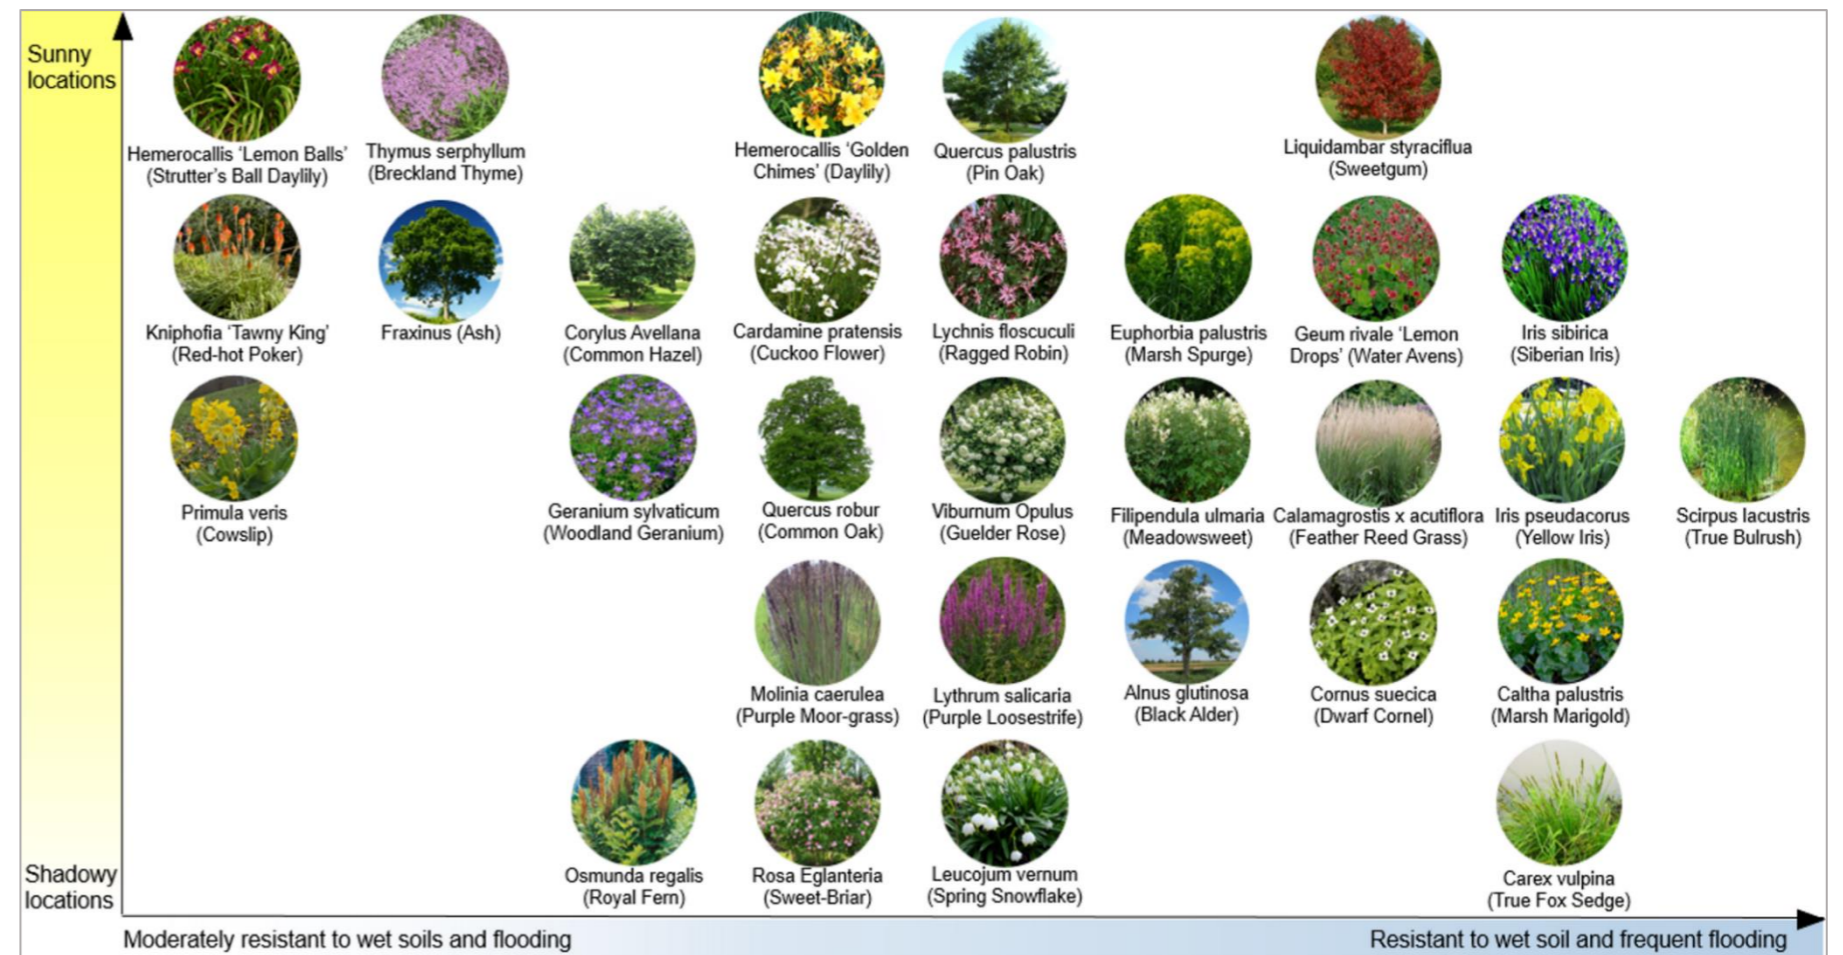 Sunny
locations
Hemerocallis ‘Lemon Balls’
(Strutter’s Ball Daylily)
Thymus serphyllum
(Breckland Thyme)
Hemerocallis ‘Golden
Chimes’ (Daylily)
Quercus palustris
(Pin Oak)
Liquidambar styraciflua
(Sweetgum)
Kniphofia ‘Tawny King’
(Red-hot Poker)
Fraxinus (Ash)
Corylus Avellana
(Common Hazel)
Cardamine pratensis
(Cuckoo Flower)
Lychnis floscuculi
(Ragged Robin)
Euphorbia palustris
(Marsh Spurge)
Geum rivale ‘Lemon
Drops’ (Water Avens)
Iris sibirica
(Siberian Iris)
Primula veris
(Cowslip)
Geranium sylvaticum
(Woodland Geranium)
Quercus robur
(Common Oak)
Viburnum Opulus
(Guelder Rose)
Filipendula ulmaria
(Meadowsweet)
Calamagrostis x acutiflora
(Feather Reed Grass)
Iris pseudacorus
(Yellow Iris)
Scirpus lacustris
(True Bulrush)
Molinia caerulea
(Purple Moor-grass)
Lythrum salicaria
(Purple Loosestrife)
Alnus glutinosa
(Black Alder)
Cornus suecica
(Dwarf Cornel)
Caltha palustris
(Marsh Marigold)
Osmunda regalis
(Royal Fern)
Rosa Eglanteria
(Sweet-Briar)
Leucojum vernum
(Spring Snowflake)
Carex vulpina
(True Fox Sedge)
Shadowy
locations
Moderately resistant to wet soils and flooding
Resistant to wet soil and frequent flooding